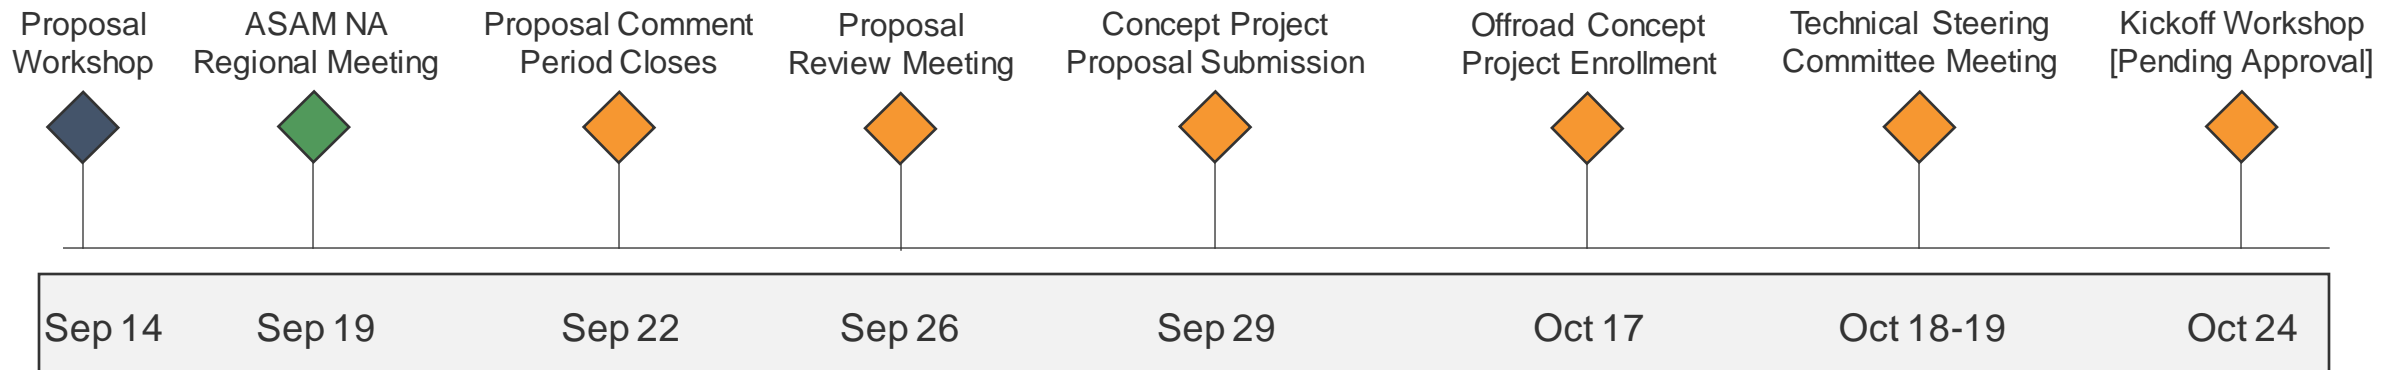 Proposal
Workshop
ASAM NA
Regional Meeting
Proposal Comment
Period Closes
Proposal
Review Meeting
Concept Project
Proposal Submission
Offroad Concept
Project Enrollment
Technical Steering
Committee Meeting
Kickoff Workshop
[Pending Approval]
Sep 14
Sep 19
Sep 22
Sep 26
Sep 29
Oct 17
Oct 18-19
Oct 24